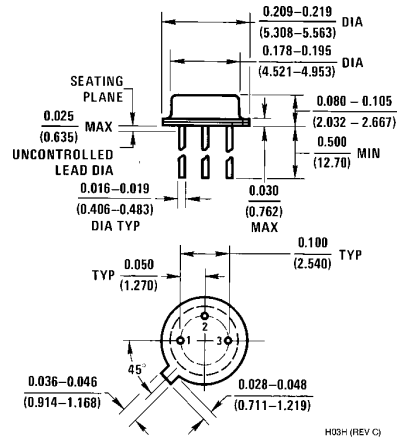 0.209–0.219
(5.308–5.563) DIA
0.178–0.195
(4.521–4.953) DIA
SEATING
PLANE
0.080 – 0.105
(2.032 – 2.667)
0.025
(0.635) MAX
0.500
(12.70) MIN
UNCONTROLLED
LEAD DIA
0.016–0.019
(0.406–0.483)
DIA TYP
0.030
(0.762)
MAX
0.100
(2.540) TYP
TYP 0.050
(1.270)
2
1
3
45°
0.036–0.046
(0.914–1.168)
0.028–0.048
(0.711–1.219)
H03H (REV C)